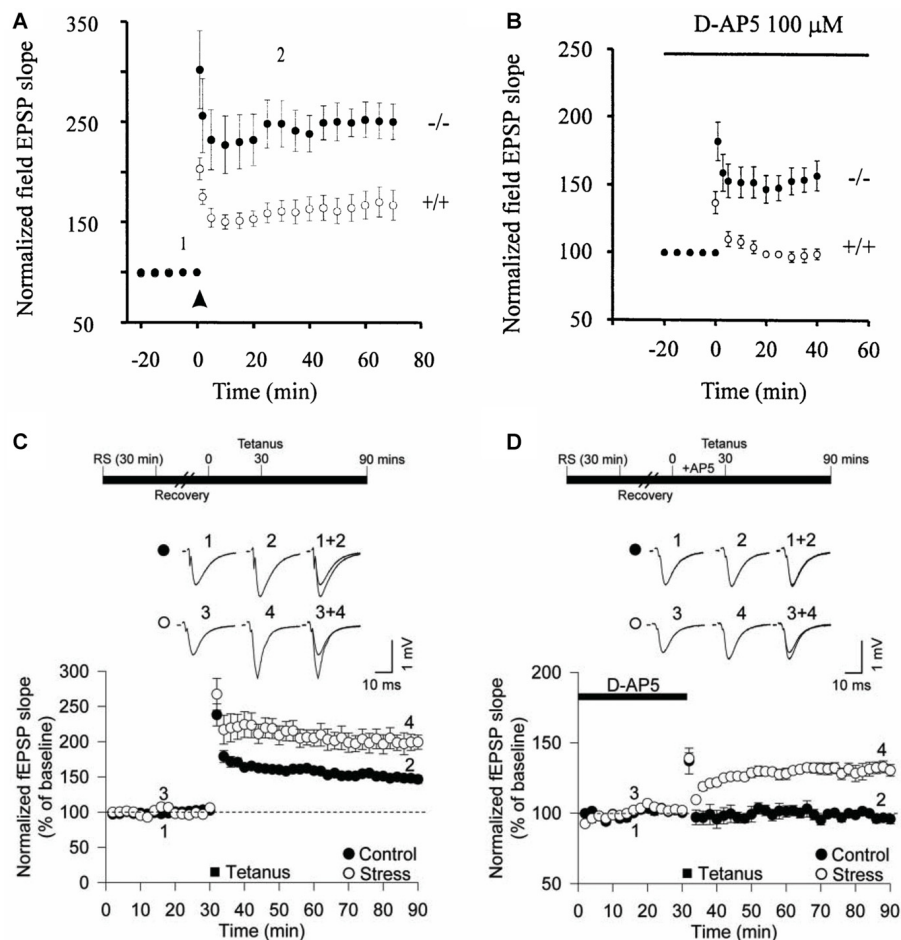 A
350
250
150
50
Normalized field EPSP slope
2
1
-/-
+/+
-20 0 20 40 60 80
Time (min)
B
D-AP5 100 µM
250
200
150
100
50
Normalized field EPSP slope
-/-
+/+
-20 0 20 40 60
Time (min)
C
Tetanus
RS (30 min) 0 30 90 mins
Recovery
1 2 1+2
3 4 3+4
1 mV
10 ms
300
250
200
150
100
50
0
Normalized fEPSP slope
(% of baseline)
3
1
4
2
Tetanus
Control
Stress
0 10 20 30 40 50 60 70 80 90
Time (min)
D
Tetanus
RS (30 min) 0 30 90 mins
+AP5
Recovery
1 2 1+2
3 4 3+4
1 mV
10 ms
200
150
100
50
Normalized fEPSP slope
(% of baseline)
D-AP5
3
1
4
2
Tetanus
Control
Stress
0 10 20 30 40 50 60 70 80 90
Time (min)